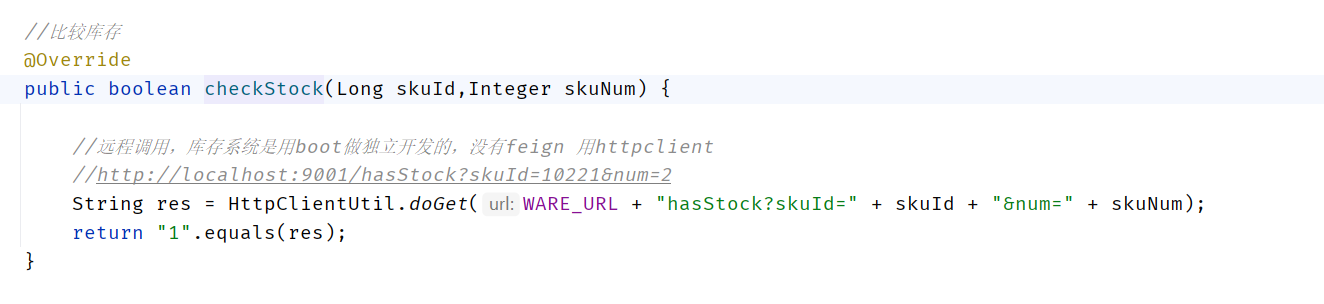 //比较库存
@Override
public boolean checkStock(Long skuId,Integer skuNum) {
//远程调用，库存系统是用boot做独立开发的，没有feign 用httpclient
//http://localhost:9001/hasStock?skuId=10221&num=2
String res = HttpClientUtil.doGet( url: WARE_URL + "hasStock?skuId=" + skuId + "&num=" + skuNum);
return "1".equals(res);
}